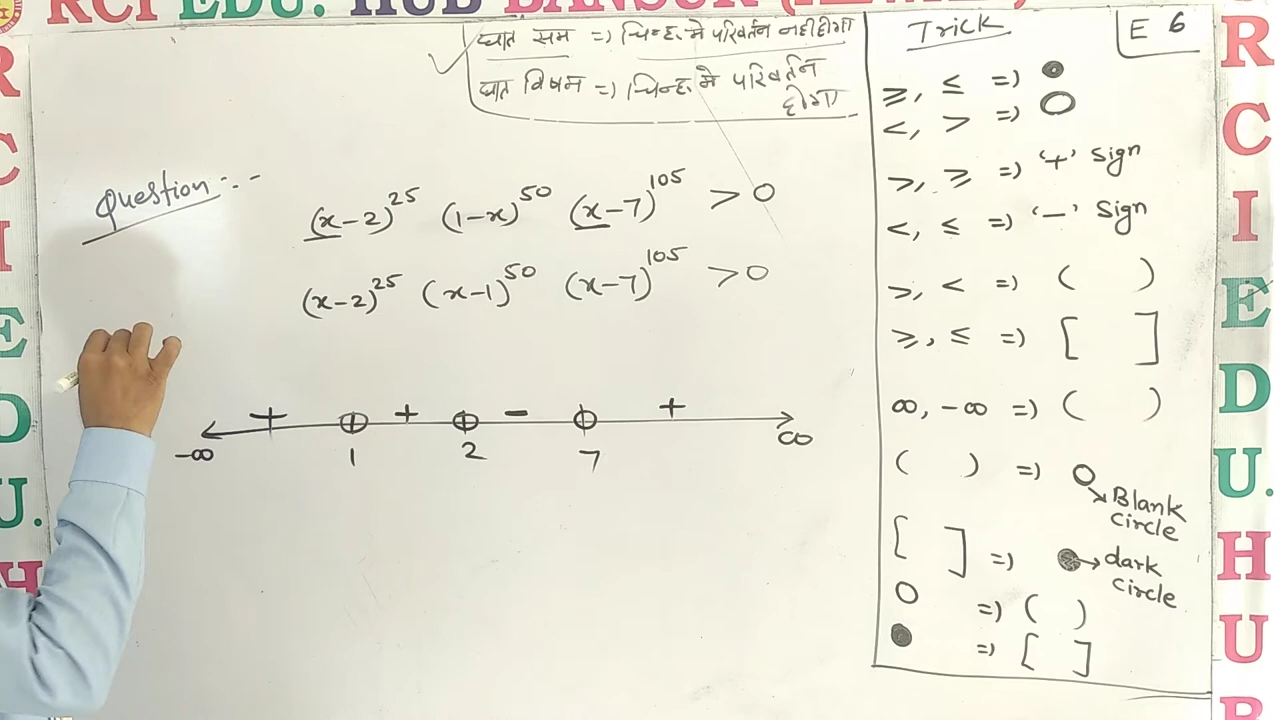 RCI EDU. HUB BANSUR
घात सम => चिन्ह मे परिवर्तन नहीं होगा
घात विषम => चिन्ह मे परिवर्तन
होगा
Question :-
(x-2)^25 (1-x)^50 (x-7)^105 > 0
(x-2)^25 (x-1)^50 (x-7)^105 > 0
+ + - +
-∞ 1 2 7 ∞
Trick
E 6
≥, ≤ => ●
<, > => ○
>, ≥ => '+' sign
<, ≤ => '-' Sign
>, < => ( )
≥, ≤ => [ ]
∞, -∞ => ( )
( ) => ○ → Blank
circle
[ ] => ● → dark
circle
○ => ( )
● => [ ]
R
C
I
E
D
U.
H
U
R
C
I
E
D
U.
H